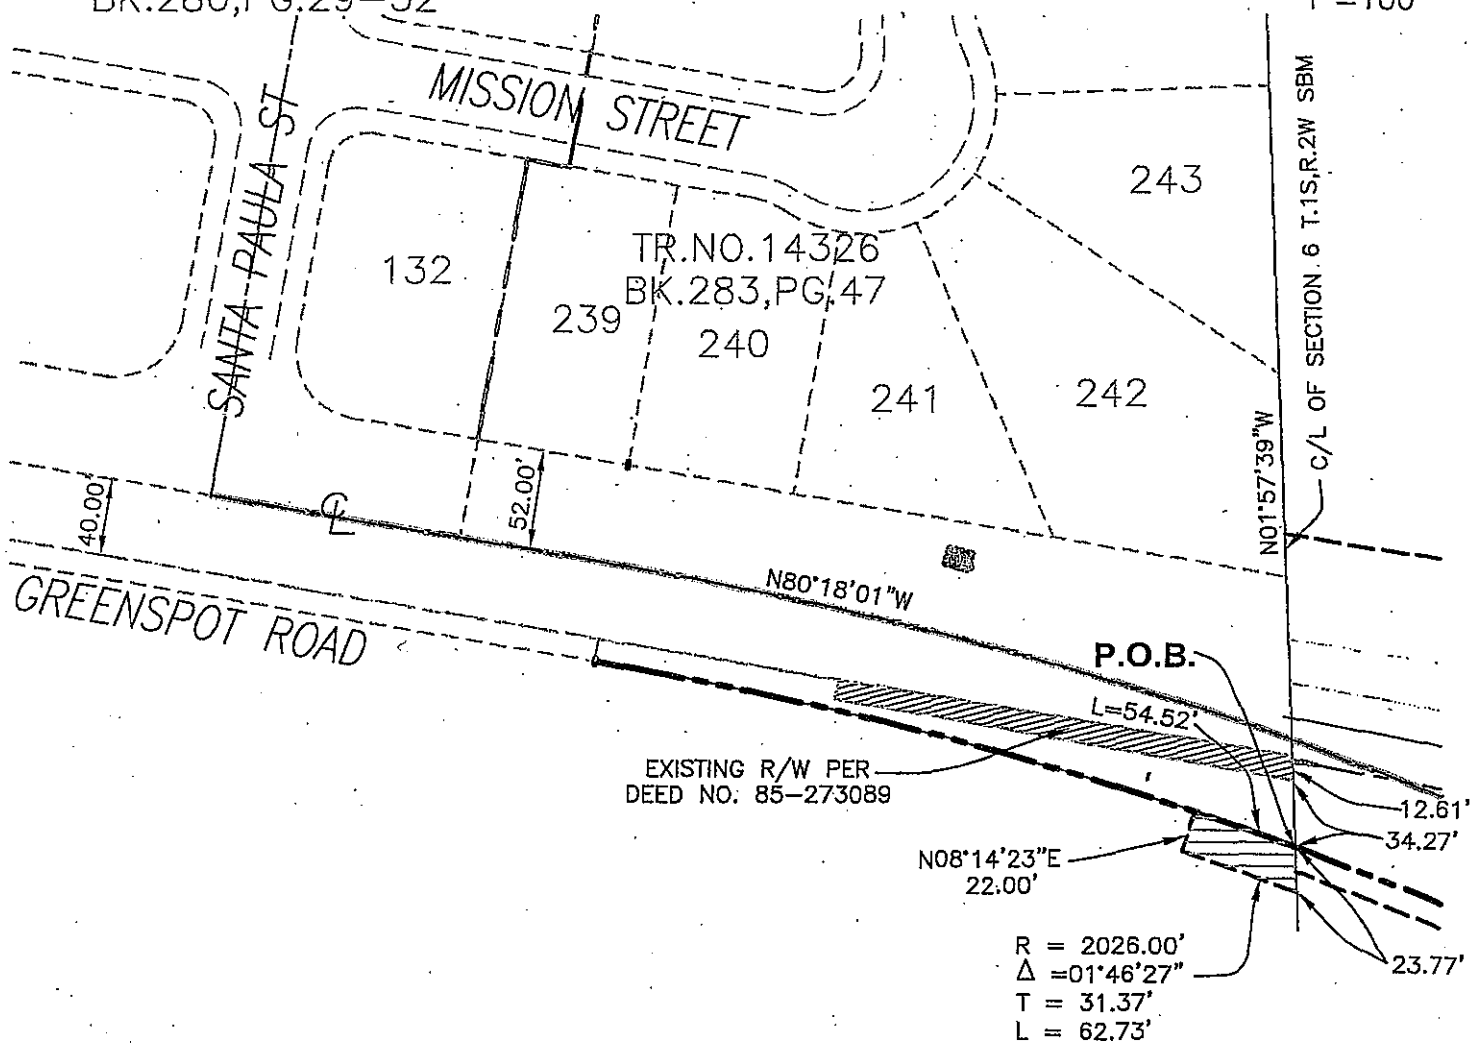 BK.280,PG.29-32
1"=100'
MISSION STREET
SANTA PAULA ST
243
C/L OF SECTION 6 T.1S,R.2W SBM
TR.NO.14326
BK.283,PG.47
132
239
240
241
242
N01°57'39"W
40.00'
CL
52.00'
N80°18'01"W
GREENSPOT ROAD
P.O.B.
L=54.52'
EXISTING R/W PER
DEED NO. 85-273089
12.61'
34.27'
N08°14'23"E
22.00'
R = 2026.00'
Δ =01°46'27"
T = 31.37'
L = 62.73'
23.77'